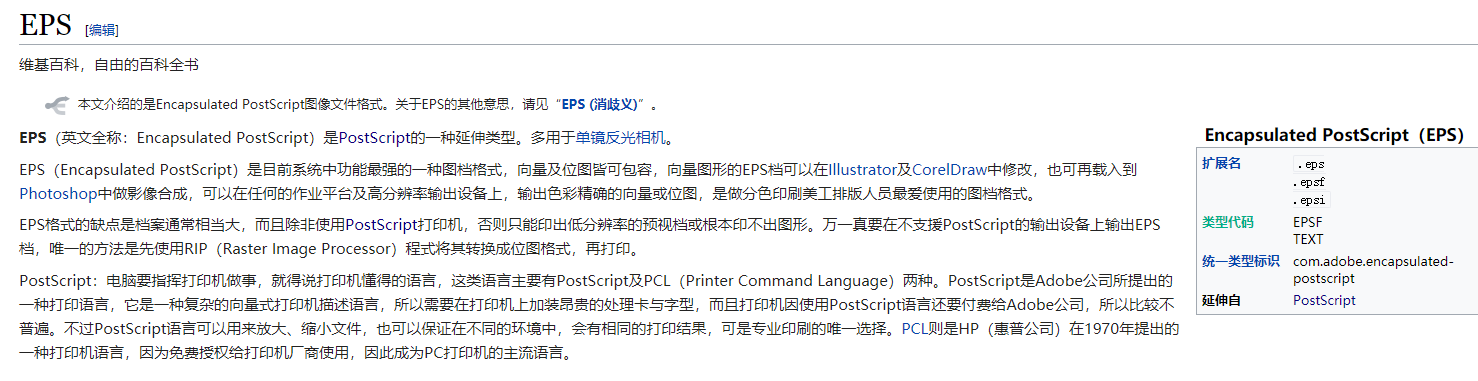 EPS [编辑]
维基百科，自由的百科全书
本文介绍的是Encapsulated PostScript图像文件格式。关于EPS的其他意思，请见“EPS (消歧义)”。
EPS（英文全称：Encapsulated PostScript）是PostScript的一种延伸类型。多用于单镜反光相机。
EPS（Encapsulated PostScript）是目前系统中功能最强的一种图档格式，向量及位图皆可包容，向量图形的EPS档可以在Illustrator及CorelDraw中修改，也可再载入到
Photoshop中做影像合成，可以在任何的作业平台及高分辨率输出设备上，输出色彩精确的向量或位图，是做分色印刷美工排版人员最爱使用的图档格式。
EPS格式的缺点是档案通常相当大，而且除非使用PostScript打印机，否则只能印出低分辨率的预视档或根本印不出图形。万一真要在不支援PostScript的输出设备上输出EPS
档，唯一的方法是先使用RIP（Raster Image Processor）程式将其转换成位图格式，再打印。
PostScript：电脑要指挥打印机做事，就得说打印机懂得的语言，这类语言主要有PostScript及PCL（Printer Command Language）两种。PostScript是Adobe公司所提出的
一种打印语言，它是一种复杂的向量式打印机描述语言，所以需要在打印机上加装昂贵的处理卡与字型，而且打印机因使用PostScript语言还要付费给Adobe公司，所以比较不
普遍。不过PostScript语言可以用来放大、缩小文件，也可以保证在不同的环境中，会有相同的打印结果，可是专业印刷的唯一选择。PCL则是HP（惠普公司）在1970年提出的
一种打印机语言，因为免费授权给打印机厂商使用，因此成为PC打印机的主流语言。
Encapsulated PostScript（EPS)
扩展名 .eps
.epsf
.epsi
类型代码 EPSF
TEXT
统一类型标识 com.adobe.encapsulated-
postscript
延伸自 PostScript